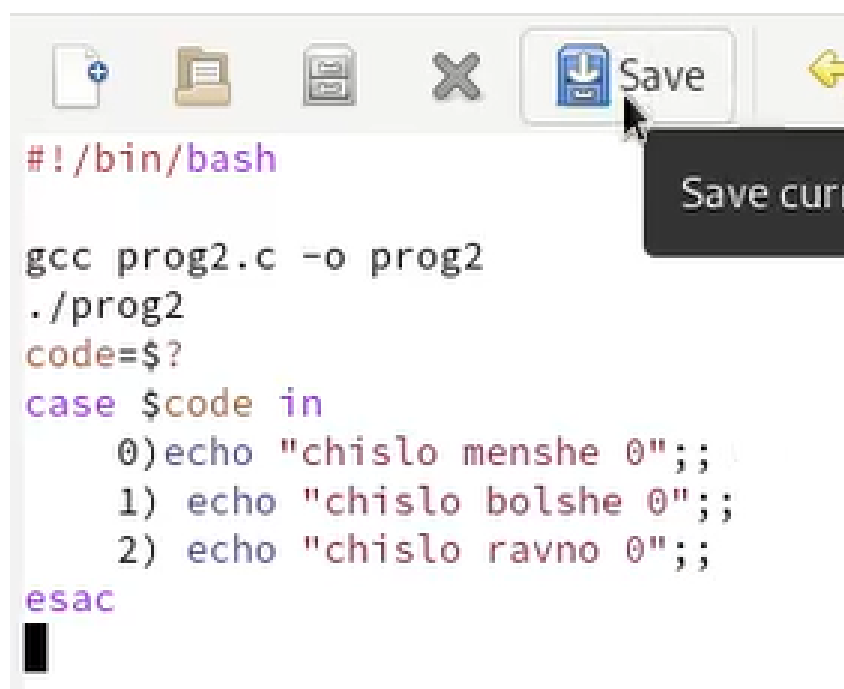 Save
Save
#!/bin/bash
gcc prog2.c -o prog2
./prog2
code=$?
case $code in
    0)echo "chislo menshe 0";;
    1) echo "chislo bolshe 0";;
    2) echo "chislo ravno 0";;
esac